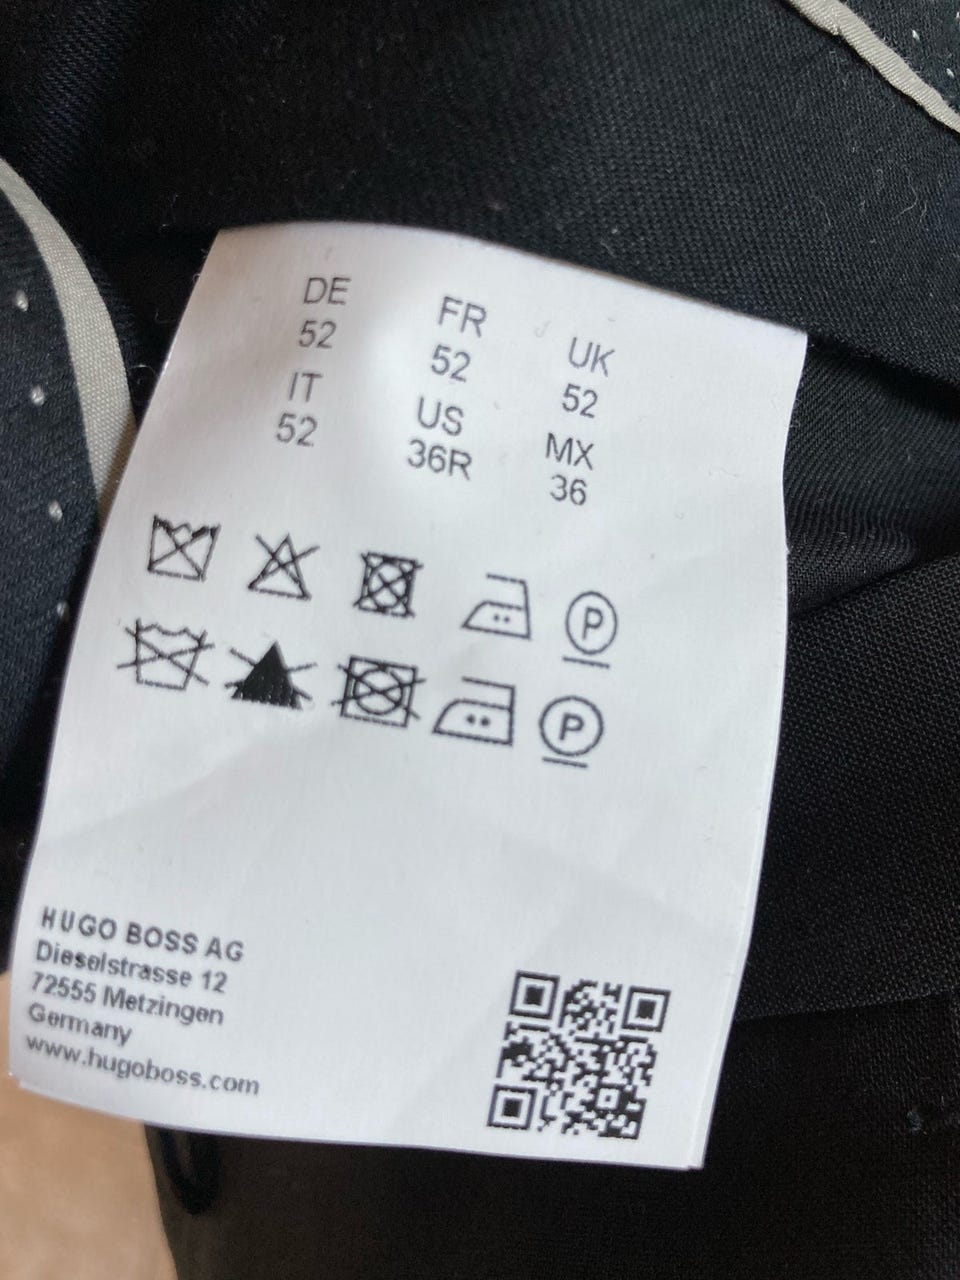 DE FR UK
52 52 52
IT US MX
52 36R 36
P
P
HUGO BOSS AG
Dieselstrasse 12
72555 Metzingen
Germany
www.hugoboss.com